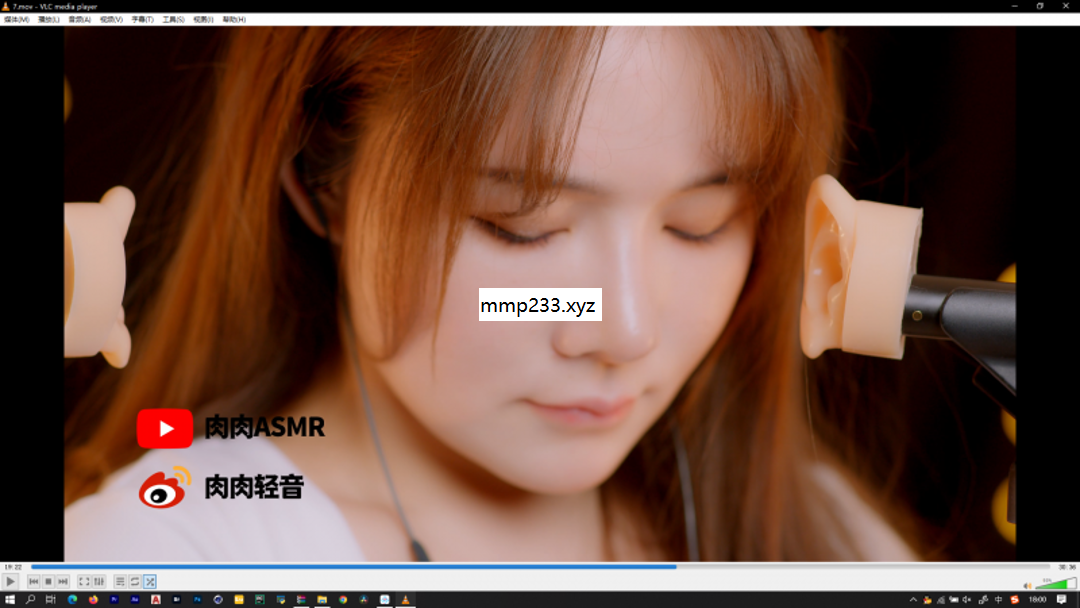 7.mov - VLC media player
媒体(M) 播放(L) 音频(A) 视频(V) 字幕(T) 工具(S) 视图(I) 帮助(H)
mmp233.xyz
肉肉ASMR
肉肉轻音
19:22
30:36
中
18:00